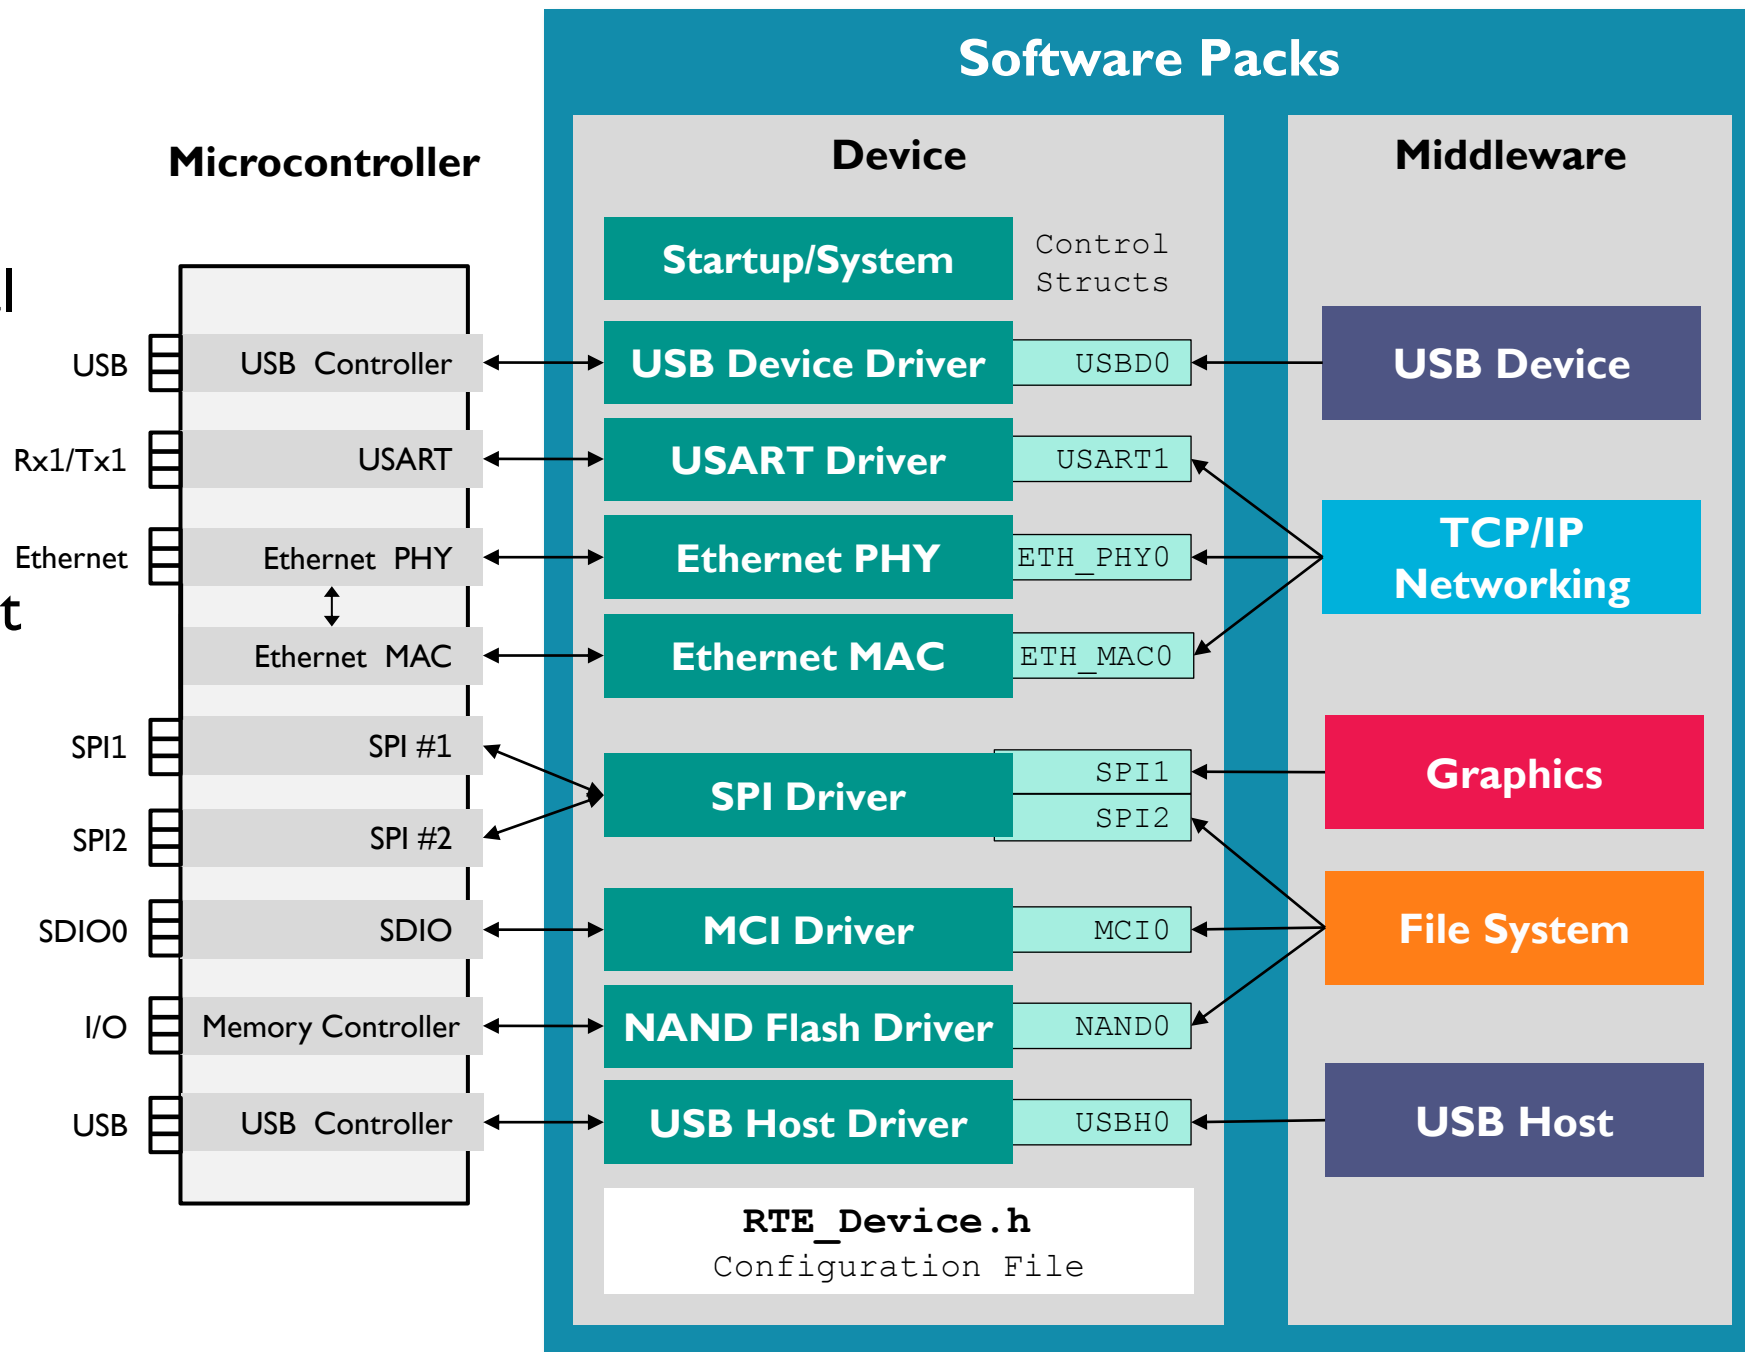 Software Packs
Microcontroller
Device
Middleware
Startup/System
Control
Structs
l
USB
USB Controller
USB Device Driver
USBD0
USB Device
Rx1/Tx1
USART
USART Driver
USART1
Ethernet
Ethernet PHY
Ethernet PHY
ETH_PHY0
TCP/IP
Networking
t
Ethernet MAC
Ethernet MAC
ETH_MAC0
SPI1
SPI #1
SPI2
SPI #2
SPI Driver
SPI1
SPI2
Graphics
SDIO0
SDIO
MCI Driver
MCI0
File System
I/O
Memory Controller
NAND Flash Driver
NAND0
USB
USB Controller
USB Host Driver
USBH0
USB Host
RTE_Device.h
Configuration File